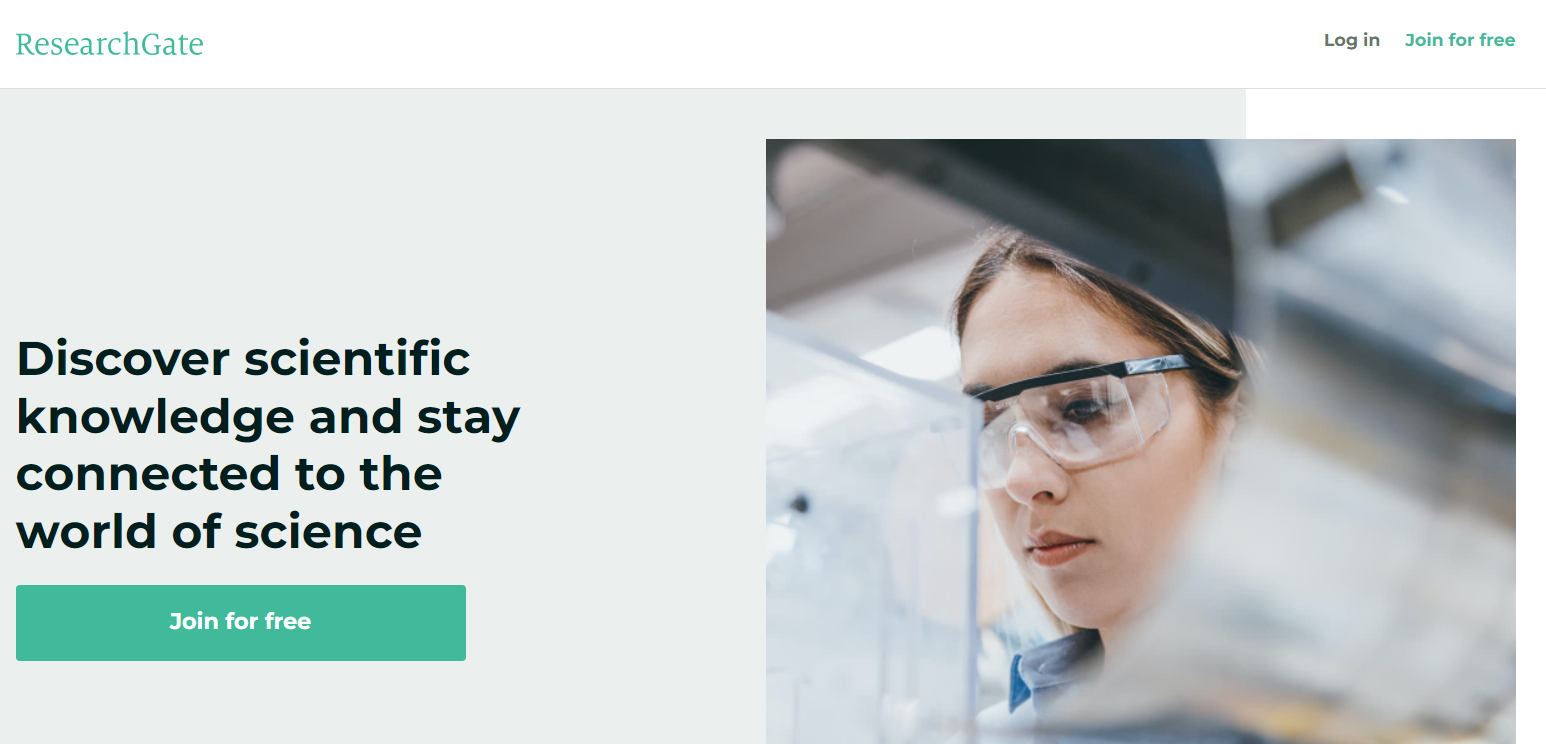 ResearchGate
Log in
Join for free
Discover scientific
knowledge and stay
connected to the
world of science
Join for free